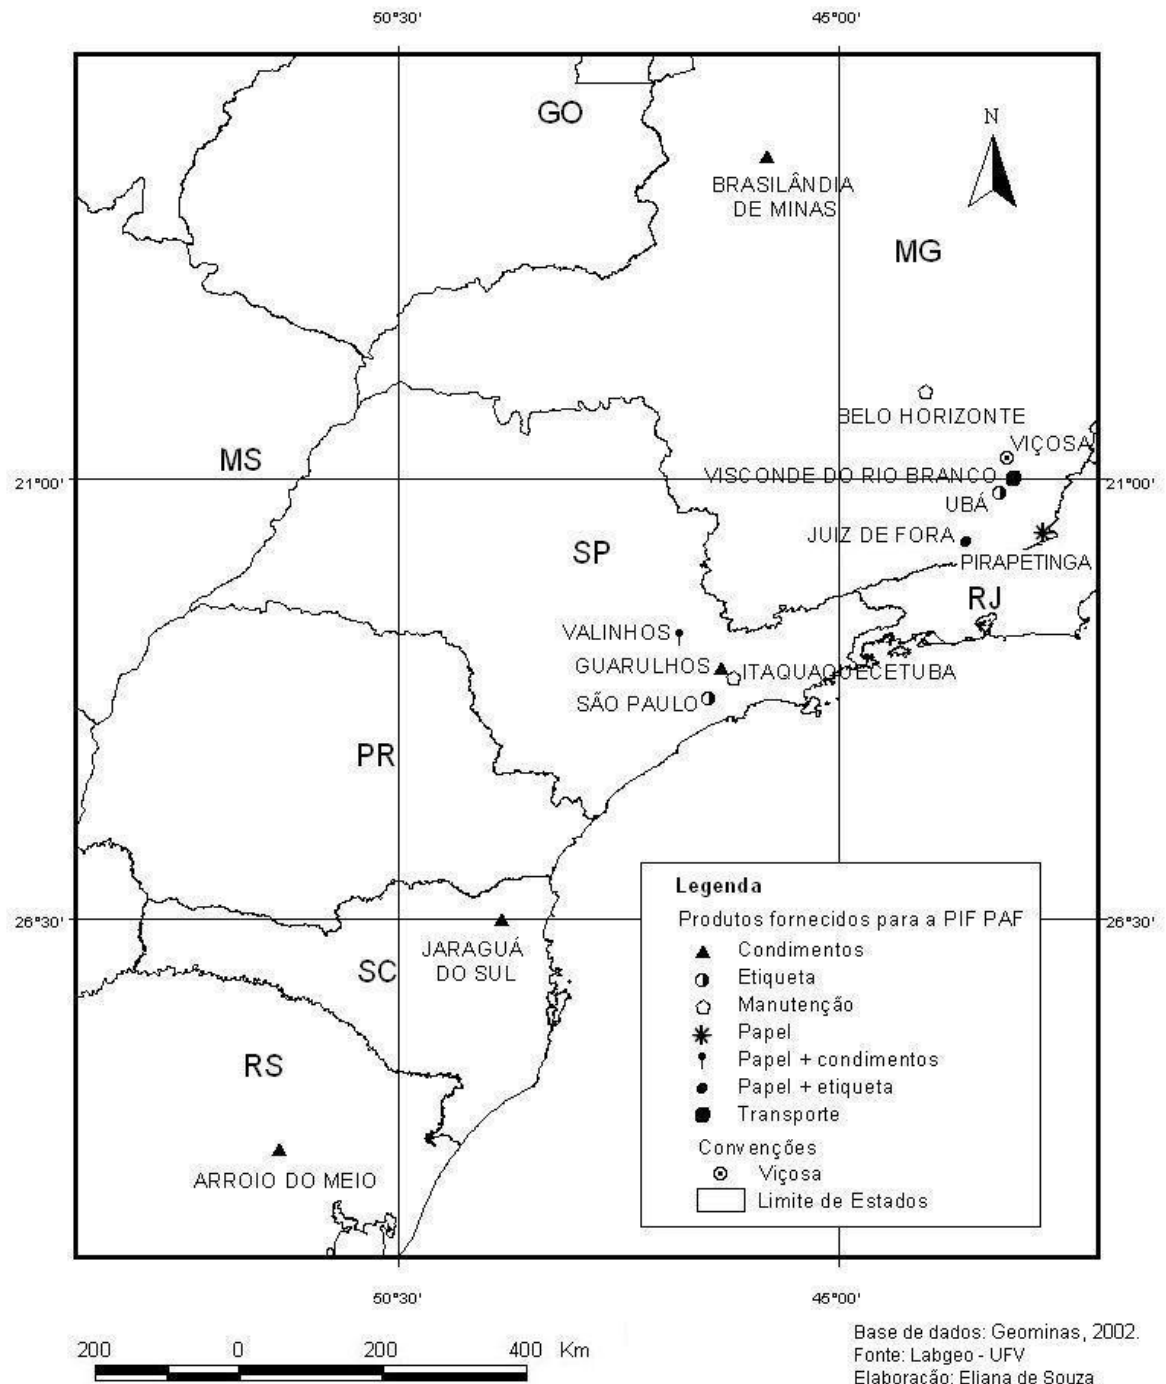 50°30'
45°00'
N
GO
BRASILÂNDIA
DE MINAS
MG
BELO HORIZONTE
VIÇOSA
MS
21°00'
VISCONDE DO RIO BRANCO
21°00'
UBÁ
JUIZ DE FORA
SP
PIRAPETINGA
RJ
VALINHOS
GUARULHOS
ITAQUAQUECETUBA
SÃO PAULO
PR
Legenda
Produtos fornecidos para a PIF PAF
Condimentos
Etiqueta
Manutenção
Papel
Papel + condimentos
Papel + etiqueta
Transporte
Convenções
Viçosa
Limite de Estados
26°30'
26°30'
JARAGUÁ
DO SUL
SC
RS
ARROIO DO MEIO
50°30'
45°00'
200 0 200 400 Km
Base de dados: Geominas, 2002.
Fonte: Labgeo - UFV
Elaboração: Eliana de Souza